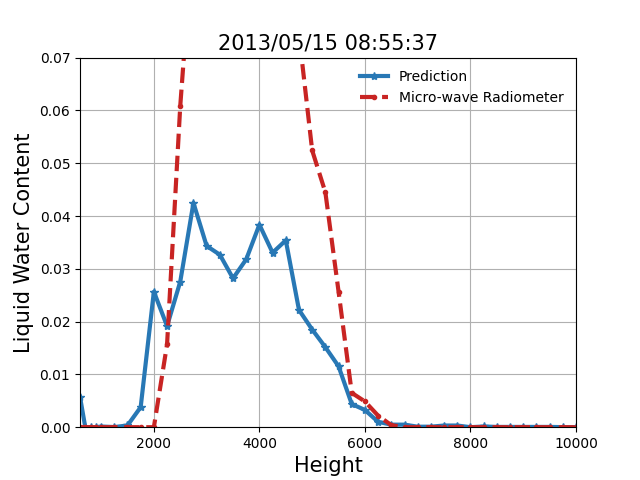 2013/05/15 08:55:37
Prediction
Micro-wave Radiometer
Liquid Water Content
0.07
0.06
0.05
0.04
0.03
0.02
0.01
0.00
2000 4000 6000 8000 10000
Height